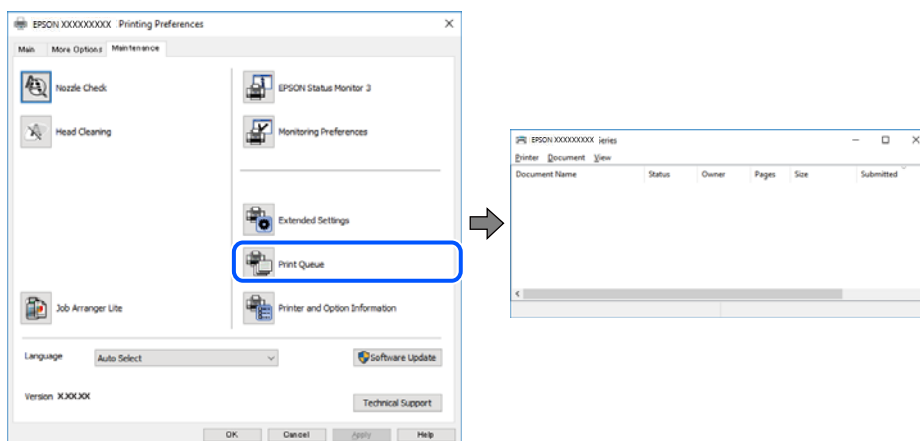 EPSON XXXXXXXXX Printing Preferences
Main More Options Maintenance
Nozzle Check
EPSON Status Monitor 3
Head Cleaning
Monitoring Preferences
Extended Settings
Print Queue
Job Arranger Lite
Printer and Option Information
Language Auto Select Software Update
Version X.XX.XX
Technical Support
OK Cancel Apply Help
EPSON XXXXXXXXX ieries
Printer Document View
Document Name Status Owner Pages Size Submitted